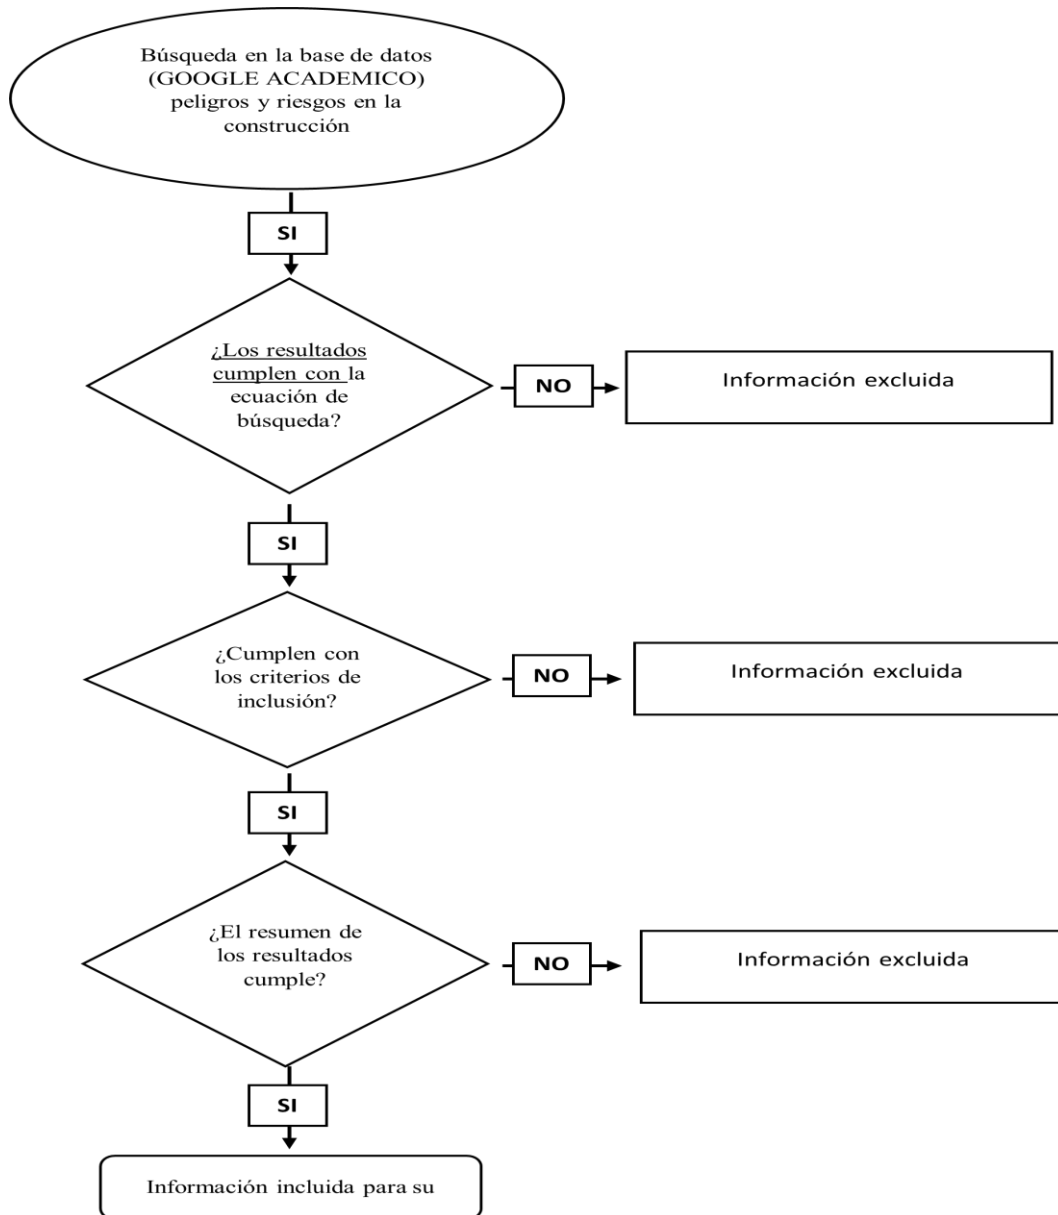 Búsqueda en la base de datos
(GOOGLE ACADEMICO)
peligros y riesgos en la
construcción
SI
¿Los resultados
cumplen con la
ecuación de
búsqueda?
NO
Información excluida
SI
¿Cumplen con
los criterios de
inclusión?
NO
Información excluida
SI
¿El resumen de
los resultados
cumple?
NO
Información excluida
SI
Información incluida para su